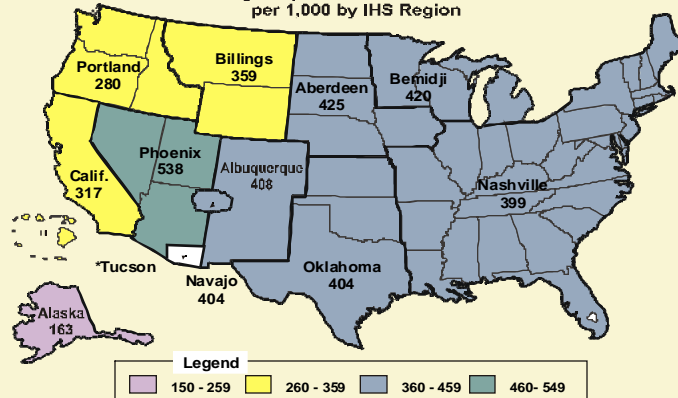 per 1,000 by IHS Region
Portland
280
Billings
359
Aberdeen
425
Bemidji
420
Phoenix
538
Albuquerque
408
Calif.
317
Nashville
399
*Tucson
Navajo
404
Oklahoma
404
Alaska
163
Legend
150 - 259
260 - 359
360 - 459
460- 549